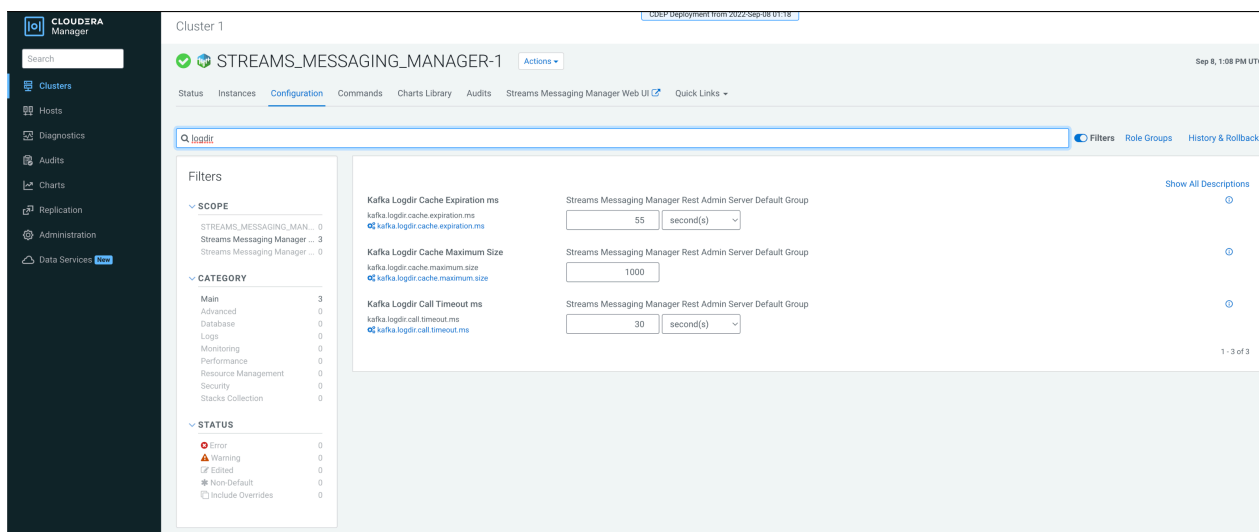 CLOUDERA
Manager
Search
Clusters
Hosts
Diagnostics
Audits
Charts
Replication
Administration
Data Services New
CDEP Deployment from 2022-Sep-08 01:18
Cluster 1
STREAMS_MESSAGING_MANAGER-1 Actions
Sep 8, 1:08 PM UT
Status Instances Configuration Commands Charts Library Audits Streams Messaging Manager Web UI Quick Links
logdir
Filters Role Groups History & Rollback
Filters
SCOPE
STREAMS_MESSAGING_MAN... 0
Streams Messaging Manager ... 3
Streams Messaging Manager ... 0
CATEGORY
Main 3
Advanced 0
Database 0
Logs 0
Monitoring 0
Performance 0
Resource Management 0
Security 0
Stacks Collection 0
STATUS
Error 0
Warning 0
Edited 0
Non-Default 0
Include Overrides 0
Show All Descriptions
Kafka Logdir Cache Expiration ms Streams Messaging Manager Rest Admin Server Default Group
kafka.logdir.cache.expiration.ms 55 second(s)
kafka.logdir.cache.expiration.ms
Kafka Logdir Cache Maximum Size Streams Messaging Manager Rest Admin Server Default Group
kafka.logdir.cache.maximum.size 1000
kafka.logdir.cache.maximum.size
Kafka Logdir Call Timeout ms Streams Messaging Manager Rest Admin Server Default Group
kafka.logdir.call.timeout.ms 30 second(s)
kafka.logdir.call.timeout.ms
1 - 3 of 3